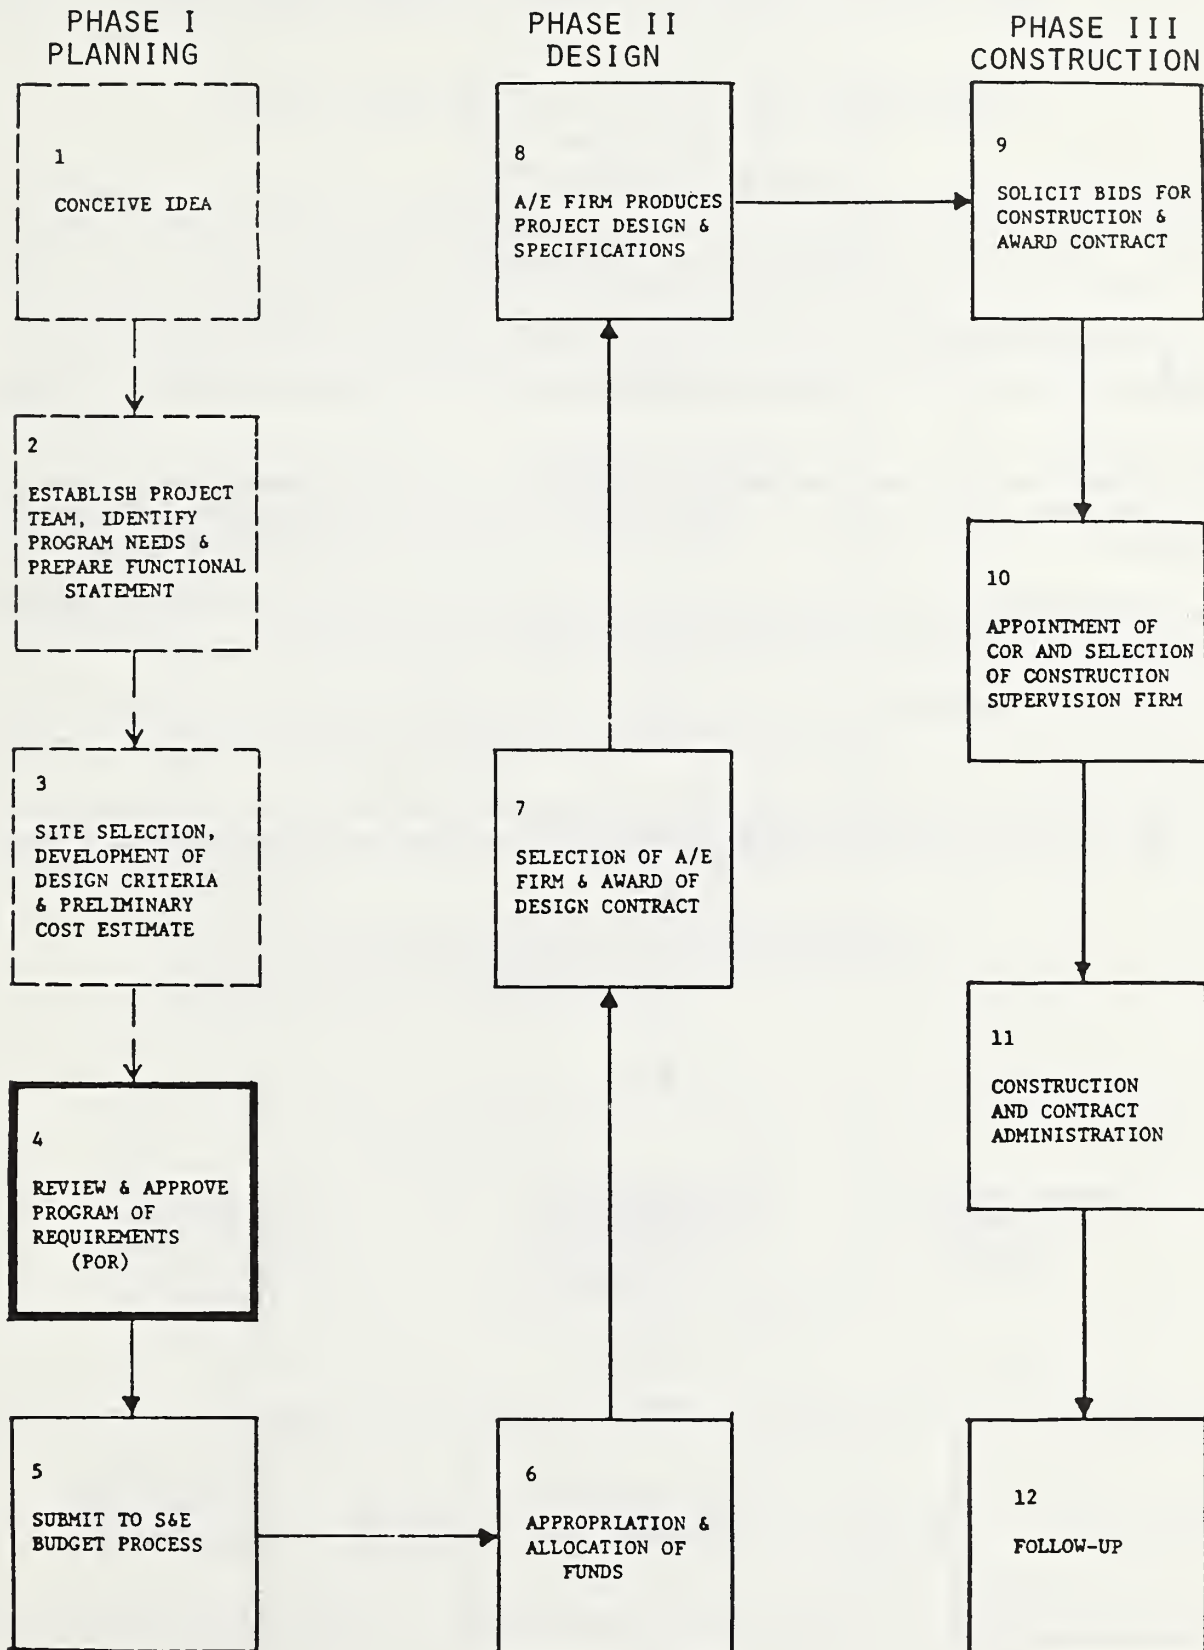 PHASE I
PLANNING
1
CONCEIVE IDEA
2
ESTABLISH PROJECT
TEAM, IDENTIFY
PROGRAM NEEDS &
PREPARE FUNCTIONAL
STATEMENT
3
SITE SELECTION,
DEVELOPMENT OF
DESIGN CRITERIA
& PRELIMINARY
COST ESTIMATE
4
REVIEW & APPROVE
PROGRAM OF
REQUIREMENTS
(POR)
5
SUBMIT TO S&E
BUDGET PROCESS
PHASE II
DESIGN
8
A/E FIRM PRODUCES
PROJECT DESIGN &
SPECIFICATIONS
7
SELECTION OF A/E
FIRM & AWARD OF
DESIGN CONTRACT
6
APPROPRIATION &
ALLOCATION OF
FUNDS
PHASE III
CONSTRUCTION
9
SOLICIT BIDS FOR
CONSTRUCTION &
AWARD CONTRACT
10
APPOINTMENT OF
COR AND SELECTION
OF CONSTRUCTION
SUPERVISION FIRM
11
CONSTRUCTION
AND CONTRACT
ADMINISTRATION
12
FOLLOW-UP